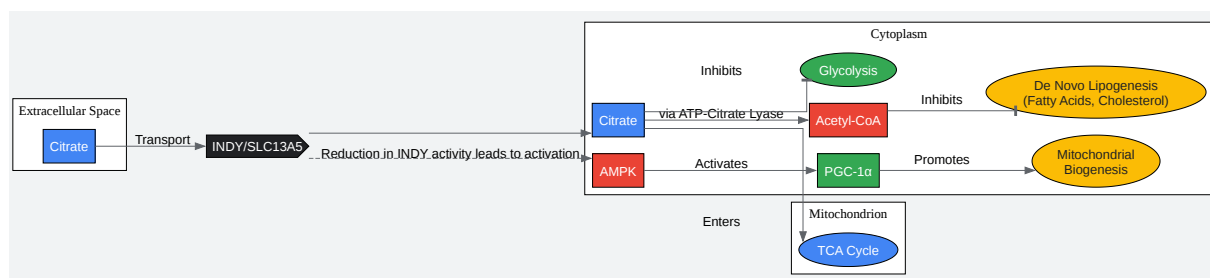 Cytoplasm
Inhibits
Glycolysis
De Novo Lipogenesis
(Fatty Acids, Cholesterol)
Extracellular Space
Citrate
Transport
INDY/SLC13A5
Citrate
via ATP-Citrate Lyase
Acetyl-CoA
Inhibits
Reduction in INDY activity leads to activation
AMPK
Activates
PGC-1α
Promotes
Mitochondrial
Biogenesis
Enters
Mitochondrion
TCA Cycle